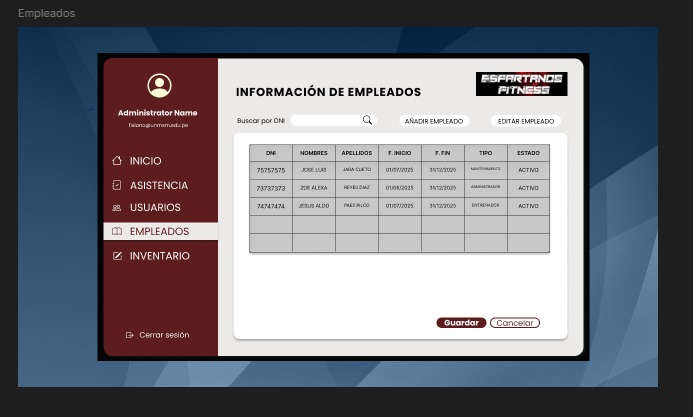 Empleados
ESPARTANOS
FITNESS
INFORMACIÓN DE EMPLEADOS
Administrator Name
fisiano@unmsm.edu.pe
Buscar por DNI
AÑADIR EMPLEADO
EDITAR EMPLEADO
INICIO
ASISTENCIA
USUARIOS
EMPLEADOS
INVENTARIO
Cerrar sesión
DNI NOMBRES APELLIDOS F. INICIO F. FIN TIPO ESTADO
75757575 JOSE LUIS JARA CUETO 01/07/2025 31/12/2025 MANTENIMIENTO ACTIVO
73737373 ZOE ALEXA REYES DIAZ 01/06/2025 31/12/2025 ADMINISTRADOR ACTIVO
74747474 JESUS ALDO PAEZ PILCO 01/07/2025 31/12/2025 ENTRENADOR ACTIVO
Guardar
Cancelar